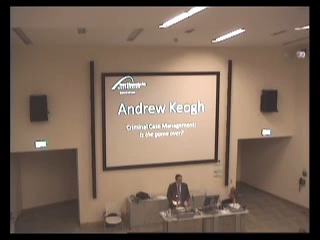 Andrew Keogh
Criminal Case Management:
Is the game over?